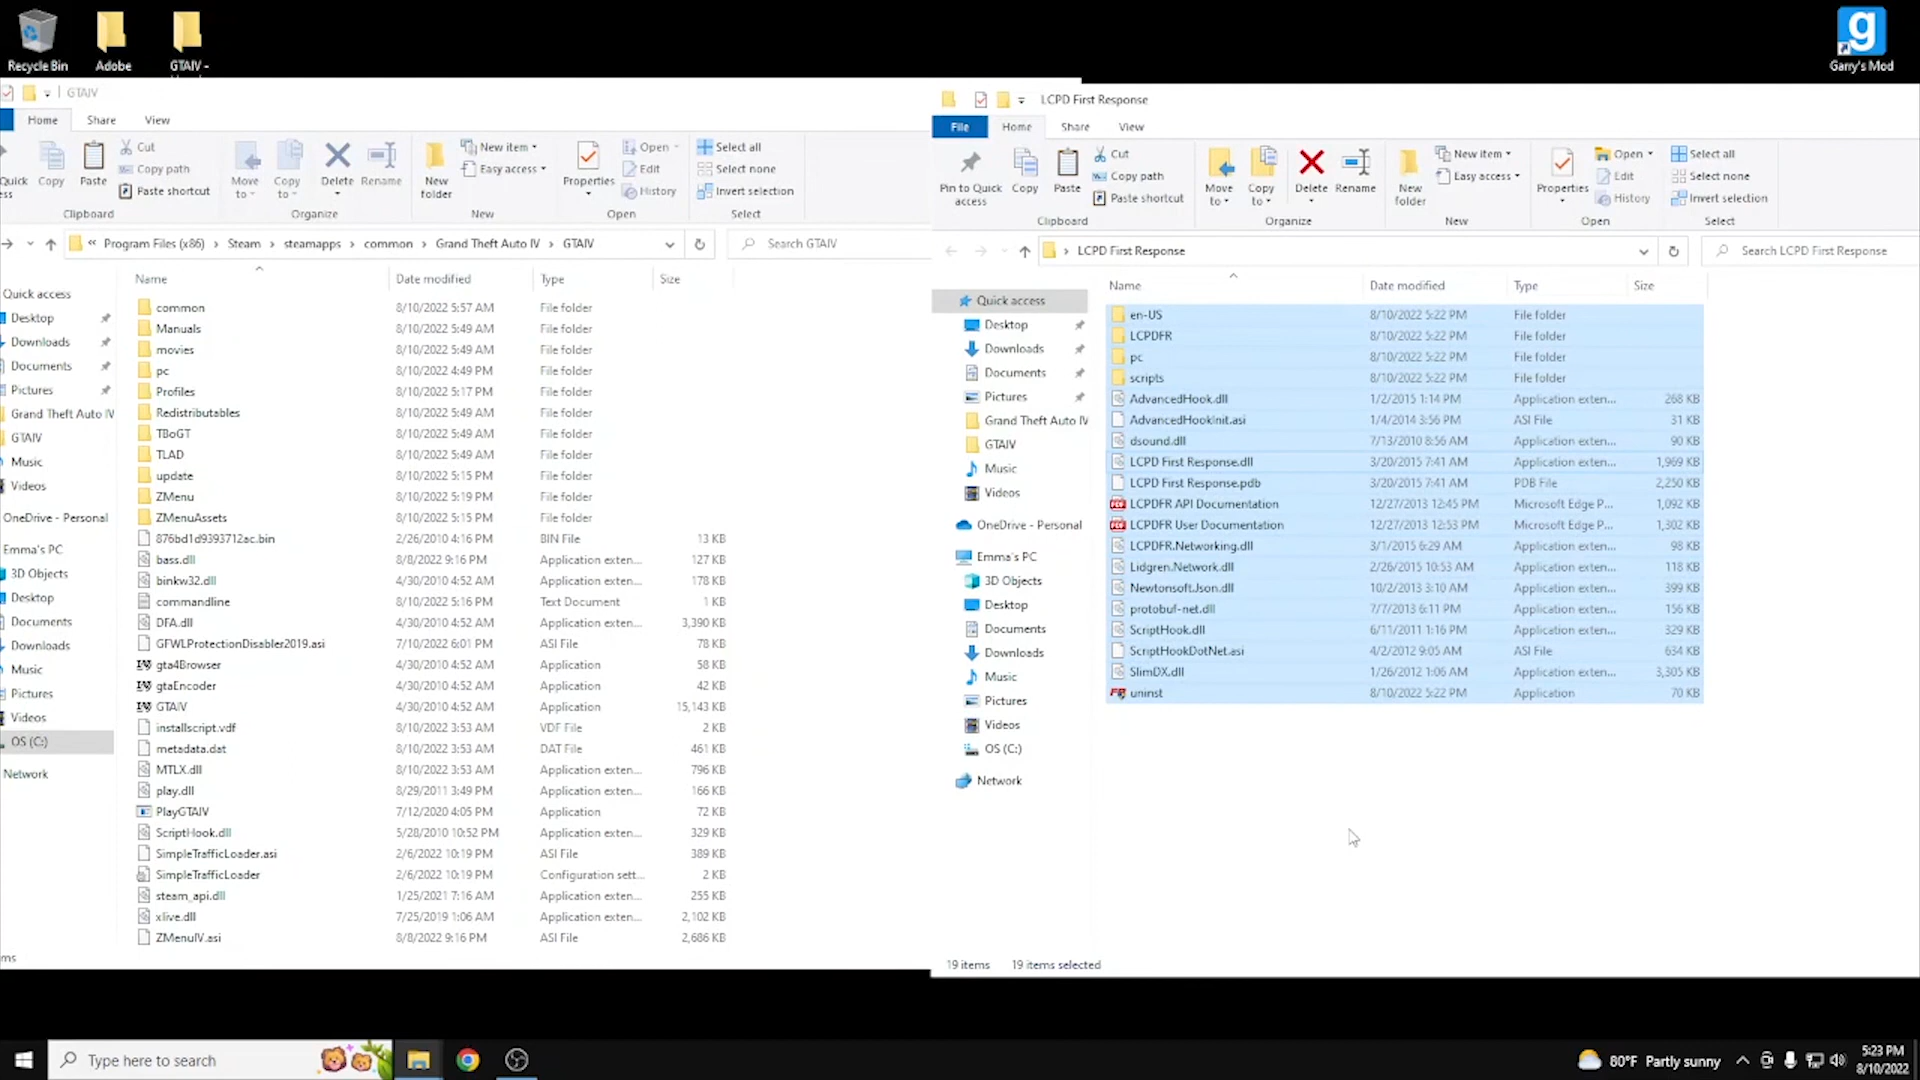 Recycle Bin
Adobe
GTAIV -
Garry's Mod
GTAIV
Home Share View
Copy
Paste
Cut
Copy path
Paste shortcut
Move to
Copy to
Delete
Rename
New folder
New item
Easy access
Properties
Open
Edit
History
Select all
Select none
Invert selection
Clipboard Organize New Open Select
« Program Files (x86) › Steam › steamapps › common › Grand Theft Auto IV › GTAIV
Search GTAIV
Quick access
Desktop
Downloads
Documents
Pictures
Grand Theft Auto IV
GTAIV
Music
Videos
OneDrive - Personal
Emma's PC
3D Objects
Desktop
Documents
Downloads
Music
Pictures
Videos
OS (C:)
Network
Name Date modified Type Size
common 8/10/2022 5:57 AM File folder
Manuals 8/10/2022 5:49 AM File folder
movies 8/10/2022 5:49 AM File folder
pc 8/10/2022 4:49 PM File folder
Profiles 8/10/2022 5:17 PM File folder
Redistributables 8/10/2022 5:49 AM File folder
TBoGT 8/10/2022 5:49 AM File folder
TLAD 8/10/2022 5:49 AM File folder
update 8/10/2022 5:15 PM File folder
ZMenu 8/10/2022 5:19 PM File folder
ZMenuAssets 8/10/2022 5:15 PM File folder
876bd1d9393712ac.bin 2/26/2010 4:16 PM BIN File 13 KB
bass.dll 8/8/2022 9:16 PM Application exten... 127 KB
binkw32.dll 4/30/2010 4:52 AM Application exten... 178 KB
commandline 8/10/2022 5:16 PM Text Document 1 KB
DFA.dll 4/30/2010 4:52 AM Application exten... 3,390 KB
GFWLProtectionDisabler2019.asi 7/10/2022 6:01 PM ASI File 78 KB
gta4Browser 4/30/2010 4:52 AM Application 58 KB
gtaEncoder 4/30/2010 4:52 AM Application 42 KB
GTAIV 4/30/2010 4:52 AM Application 15,143 KB
installscript.vdf 8/10/2022 3:53 AM VDF File 2 KB
metadata.dat 8/10/2022 3:53 AM DAT File 461 KB
MTLX.dll 8/10/2022 3:53 AM Application exten... 796 KB
play.dll 8/29/2011 3:49 PM Application exten... 166 KB
PlayGTAIV 7/12/2020 4:05 PM Application 72 KB
ScriptHook.dll 5/28/2010 10:52 PM Application exten... 329 KB
SimpleTrafficLoader.asi 2/6/2022 10:19 PM ASI File 389 KB
SimpleTrafficLoader 2/6/2022 10:19 PM Configuration sett... 2 KB
steam_api.dll 1/25/2021 7:16 AM Application exten... 255 KB
xlive.dll 7/25/2019 1:06 AM Application exten... 2,102 KB
ZMenuIV.asi 8/8/2022 9:16 PM ASI File 2,686 KB
LCPD First Response
File Home Share View
Pin to Quick access
Copy
Paste
Cut
Copy path
Paste shortcut
Move to
Copy to
Delete
Rename
New folder
New item
Easy access
Properties
Open
Edit
History
Select all
Select none
Invert selection
Clipboard Organize New Open Select
› LCPD First Response
Search LCPD First Response
Quick access
Desktop
Downloads
Documents
Pictures
Grand Theft Auto IV
GTAIV
Music
Videos
OneDrive - Personal
Emma's PC
3D Objects
Desktop
Documents
Downloads
Music
Pictures
Videos
OS (C:)
Network
Name Date modified Type Size
en-US 8/10/2022 5:22 PM File folder
LCPDFR 8/10/2022 5:22 PM File folder
pc 8/10/2022 5:22 PM File folder
scripts 8/10/2022 5:22 PM File folder
AdvancedHook.dll 1/2/2015 1:14 PM Application exten... 268 KB
AdvancedHookInit.asi 1/4/2014 3:56 PM ASI File 31 KB
dsound.dll 7/13/2010 8:56 AM Application exten... 90 KB
LCPD First Response.dll 3/20/2015 7:41 AM Application exten... 1,969 KB
LCPD First Response.pdb 3/20/2015 7:41 AM PDB File 2,250 KB
LCPDFR API Documentation 12/27/2013 12:45 PM Microsoft Edge P... 1,092 KB
LCPDFR User Documentation 12/27/2013 12:53 PM Microsoft Edge P... 1,302 KB
LCPDFR.Networking.dll 3/1/2015 6:29 AM Application exten... 98 KB
Lidgren.Network.dll 2/26/2015 10:53 AM Application exten... 118 KB
Newtonsoft.Json.dll 10/2/2013 3:10 AM Application exten... 399 KB
protobuf-net.dll 7/7/2013 6:11 PM Application exten... 156 KB
ScriptHook.dll 6/11/2011 1:16 PM Application exten... 329 KB
ScriptHookDotNet.asi 4/2/2012 9:05 AM ASI File 634 KB
SlimDX.dll 1/26/2012 1:06 AM Application exten... 3,305 KB
uninst 8/10/2022 5:22 PM Application 70 KB
19 items 19 items selected
Type here to search
80°F Partly sunny
5:23 PM
8/10/2022